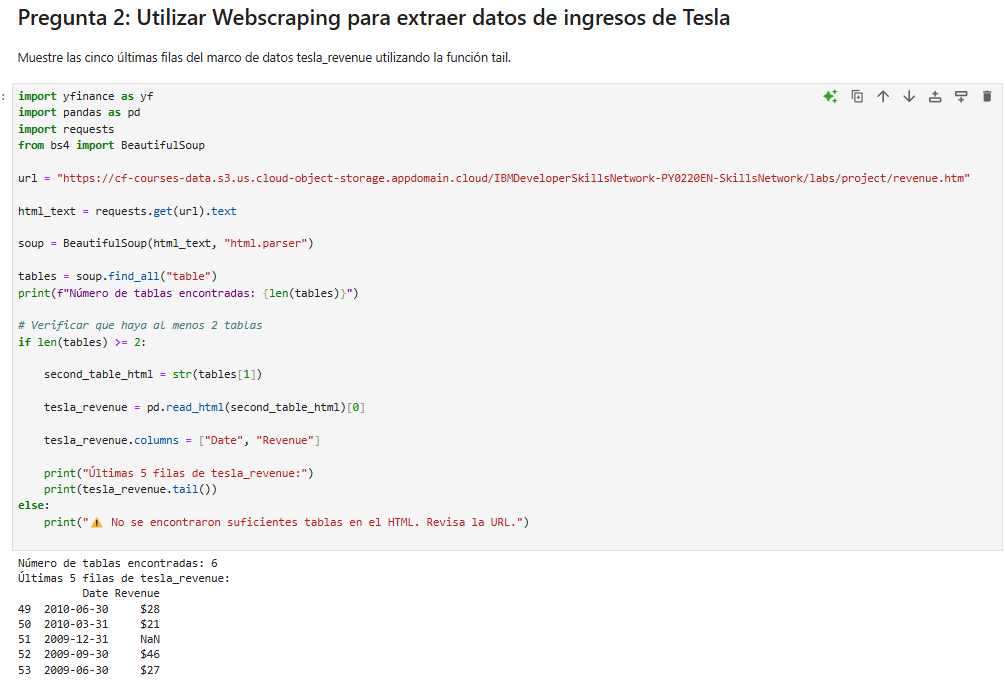 Pregunta 2: Utilizar Webscraping para extraer datos de ingresos de Tesla
Muestre las cinco últimas filas del marco de datos tesla_revenue utilizando la función tail.
:
import yfinance as yf
import pandas as pd
import requests
from bs4 import BeautifulSoup
url = "https://cf-courses-data.s3.us.cloud-object-storage.appdomain.cloud/IBMDeveloperSkillsNetwork-PY0220EN-SkillsNetwork/labs/project/revenue.htm"
html_text = requests.get(url).text
soup = BeautifulSoup(html_text, "html.parser")
tables = soup.find_all("table")
print(f"Número de tablas encontradas: {len(tables)}")
# Verificar que haya al menos 2 tablas
if len(tables) >= 2:
    second_table_html = str(tables[1])
    tesla_revenue = pd.read_html(second_table_html)[0]
    tesla_revenue.columns = ["Date", "Revenue"]
    print("Últimas 5 filas de tesla_revenue:")
    print(tesla_revenue.tail())
else:
    print("⚠️ No se encontraron suficientes tablas en el HTML. Revisa la URL.")
Número de tablas encontradas: 6
Últimas 5 filas de tesla_revenue:
          Date Revenue
49  2010-06-30     $28
50  2010-03-31     $21
51  2009-12-31     NaN
52  2009-09-30     $46
53  2009-06-30     $27